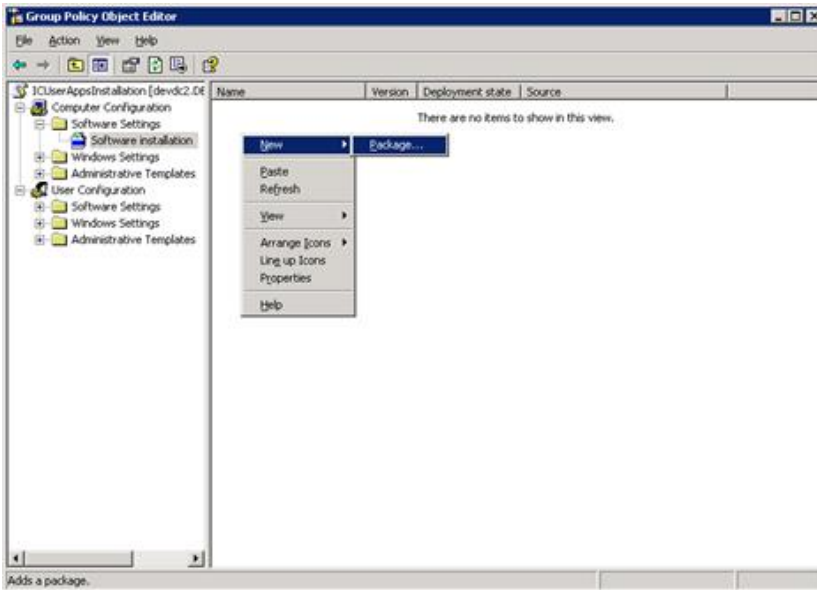 Group Policy Object Editor
File Action View Help
ICUserAppsInstallation [devdc2.DE
Computer Configuration
Software Settings
Software installation
Windows Settings
Administrative Templates
User Configuration
Software Settings
Windows Settings
Administrative Templates
Name Version Deployment state Source
There are no items to show in this view.
New
Package...
Paste
Refresh
View
Arrange Icons
Line up Icons
Properties
Help
Adds a package.